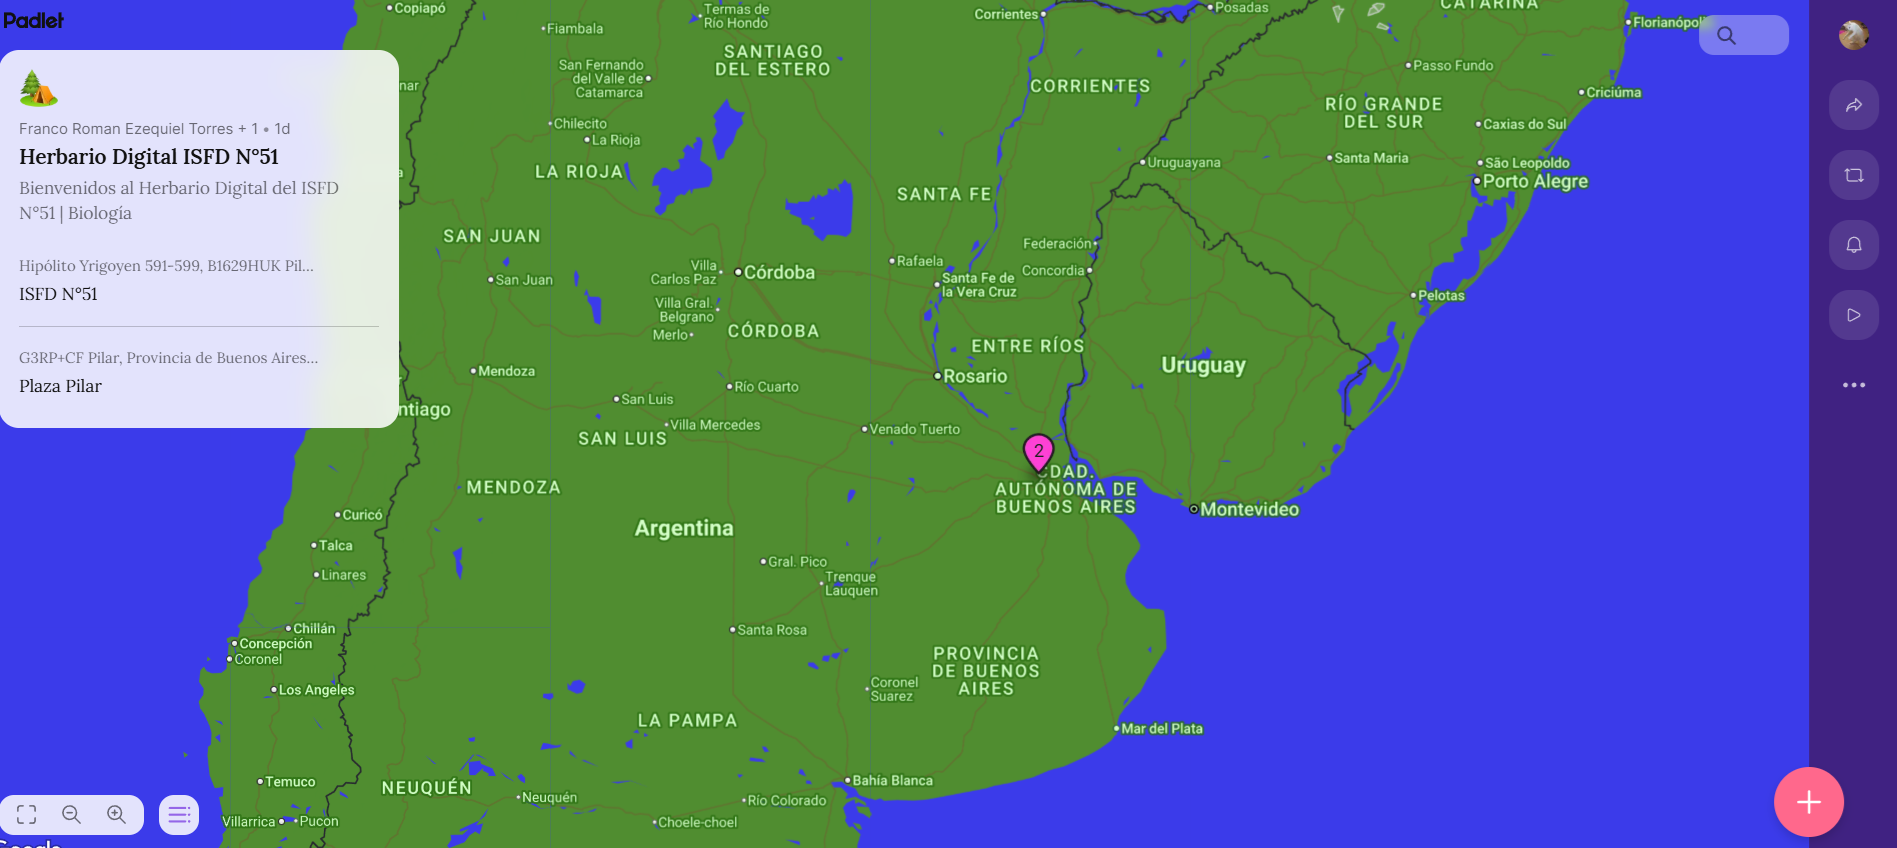 Padlet
Franco Roman Ezequiel Torres + 1 • 1d
Herbario Digital ISFD N°51
Bienvenidos al Herbario Digital del ISFD
N°51 | Biología
Hipólito Yrigoyen 591-599, B1629HUK Pil...
ISFD N°51
G3RP+CF Pilar, Provincia de Buenos Aires...
Plaza Pilar
Copiapó
Termas de
Río Hondo
Corrientes
Posadas
CATARINA
Fiambala
SANTIAGO
DEL ESTERO
San Fernando
del Valle de
Catamarca
CORRIENTES
Passo Fundo
Criciúma
RÍO GRANDE
DEL SUR
Chilecito
La Rioja
LA RIOJA
Caxias do Sul
Uruguayana
Santa Maria
São Leopoldo
Porto Alegre
SANTA FE
SAN JUAN
San Juan
Villa
Carlos Paz
Córdoba
Rafaela
Federación
Concordia
Santa Fe de
la Vera Cruz
Villa Gral.
Belgrano
Merlo
CÓRDOBA
Pelotas
ENTRE RÍOS
Uruguay
Mendoza
Río Cuarto
Rosario
San Luis
Villa Mercedes
Venado Tuerto
SAN LUIS
ntiago
2
CDAD.
AUTÓNOMA DE
BUENOS AIRES
MENDOZA
Montevideo
Curicó
Argentina
Talca
Linares
Gral. Pico
Trenque
Lauquen
Chillán
Concepción
Coronel
Santa Rosa
PROVINCIA
DE BUENOS
AIRES
Los Angeles
Coronel
Suarez
LA PAMPA
Mar del Plata
Temuco
NEUQUÉN
Neuquén
Bahía Blanca
Río Colorado
Villarrica
Pucon
Choele-choel